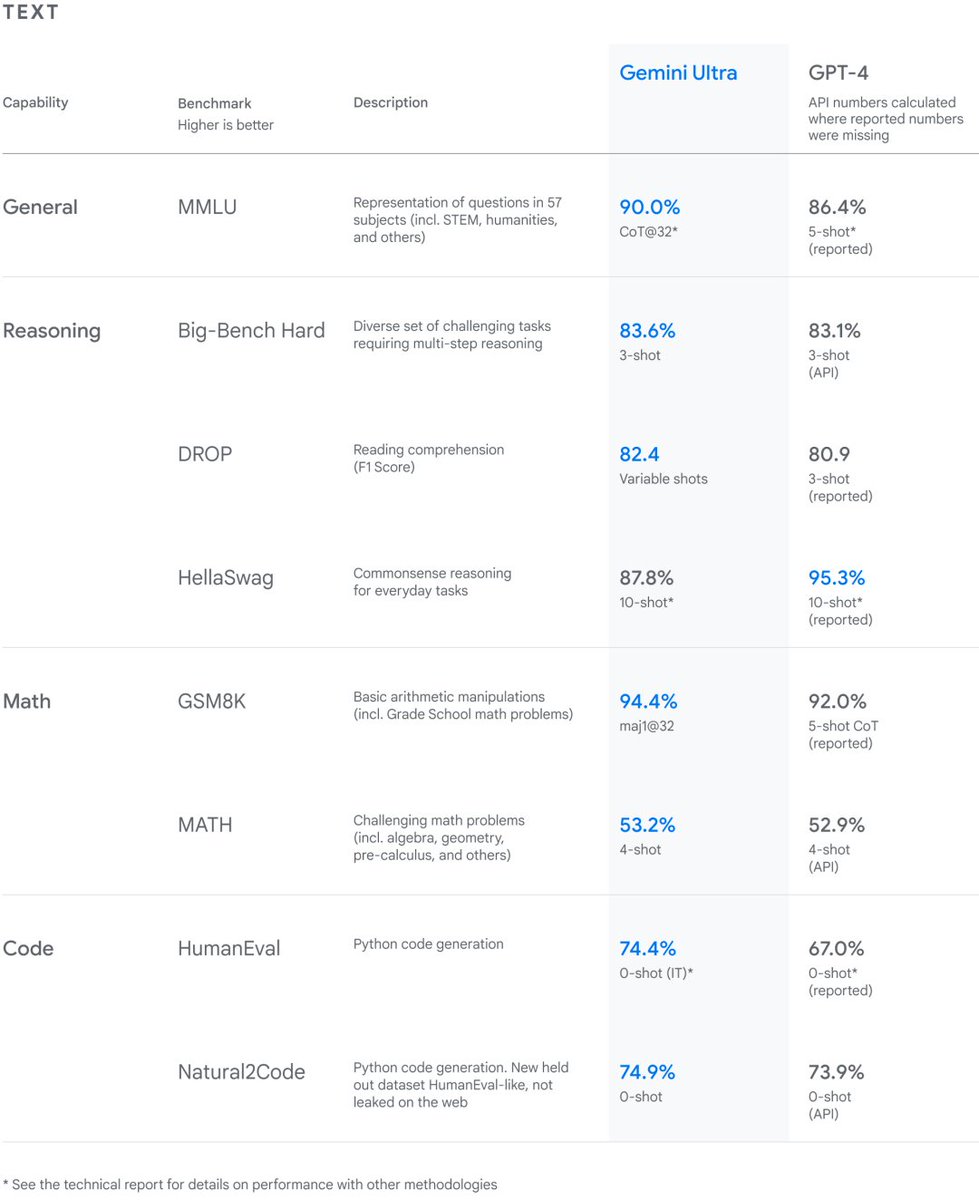 TEXT
Gemini Ultra
GPT-4
Capability
Benchmark
Higher is better
Description
API numbers calculated
where reported numbers
were missing
General
MMLU
Representation of questions in 57
subjects (incl. STEM, humanities,
and others)
90.0%
CoT@32*
86.4%
5-shot*
(reported)
Reasoning
Big-Bench Hard
Diverse set of challenging tasks
requiring multi-step reasoning
83.6%
3-shot
83.1%
3-shot
(API)
DROP
Reading comprehension
(F1 Score)
82.4
Variable shots
80.9
3-shot
(reported)
HellaSwag
Commonsense reasoning
for everyday tasks
87.8%
10-shot*
95.3%
10-shot*
(reported)
Math
GSM8K
Basic arithmetic manipulations
(incl. Grade School math problems)
94.4%
maj1@32
92.0%
5-shot CoT
(reported)
MATH
Challenging math problems
(incl. algebra, geometry,
pre-calculus, and others)
53.2%
4-shot
52.9%
4-shot
(API)
Code
HumanEval
Python code generation
74.4%
0-shot (IT)*
67.0%
0-shot*
(reported)
Natural2Code
Python code generation. New held
out dataset HumanEval-like, not
leaked on the web
74.9%
0-shot
73.9%
0-shot
(API)
* See the technical report for details on performance with other methodologies